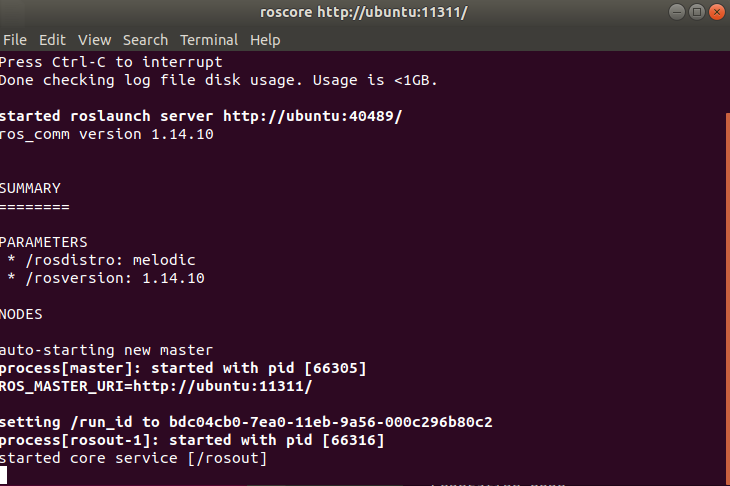 roscore http://ubuntu:11311/
File Edit View Search Terminal Help
Press Ctrl-C to interrupt
Done checking log file disk usage. Usage is <1GB.
started roslaunch server http://ubuntu:40489/
ros_comm version 1.14.10
SUMMARY
========
PARAMETERS
* /rosdistro: melodic
* /rosversion: 1.14.10
NODES
auto-starting new master
process[master]: started with pid [66305]
ROS_MASTER_URI=http://ubuntu:11311/
setting /run_id to bdc04cb0-7ea0-11eb-9a56-000c296b80c2
process[rosout-1]: started with pid [66316]
started core service [/rosout]